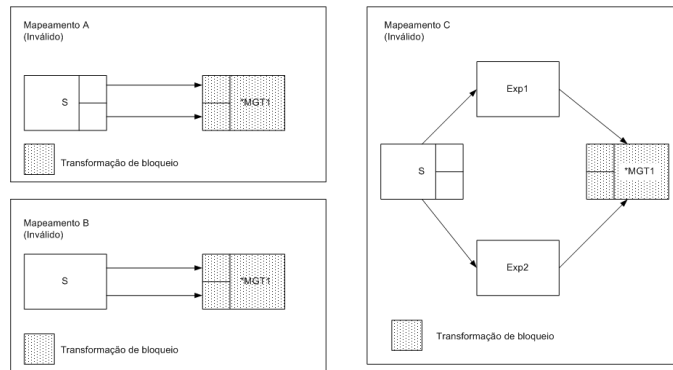 Mapeamento A
(Inválido)
S
*MGT1
Transformação de bloqueio
Mapeamento B
(Inválido)
S
*MGT1
Transformação de bloqueio
Mapeamento C
(Inválido)
Exp1
S
*MGT1
Exp2
Transformação de bloqueio